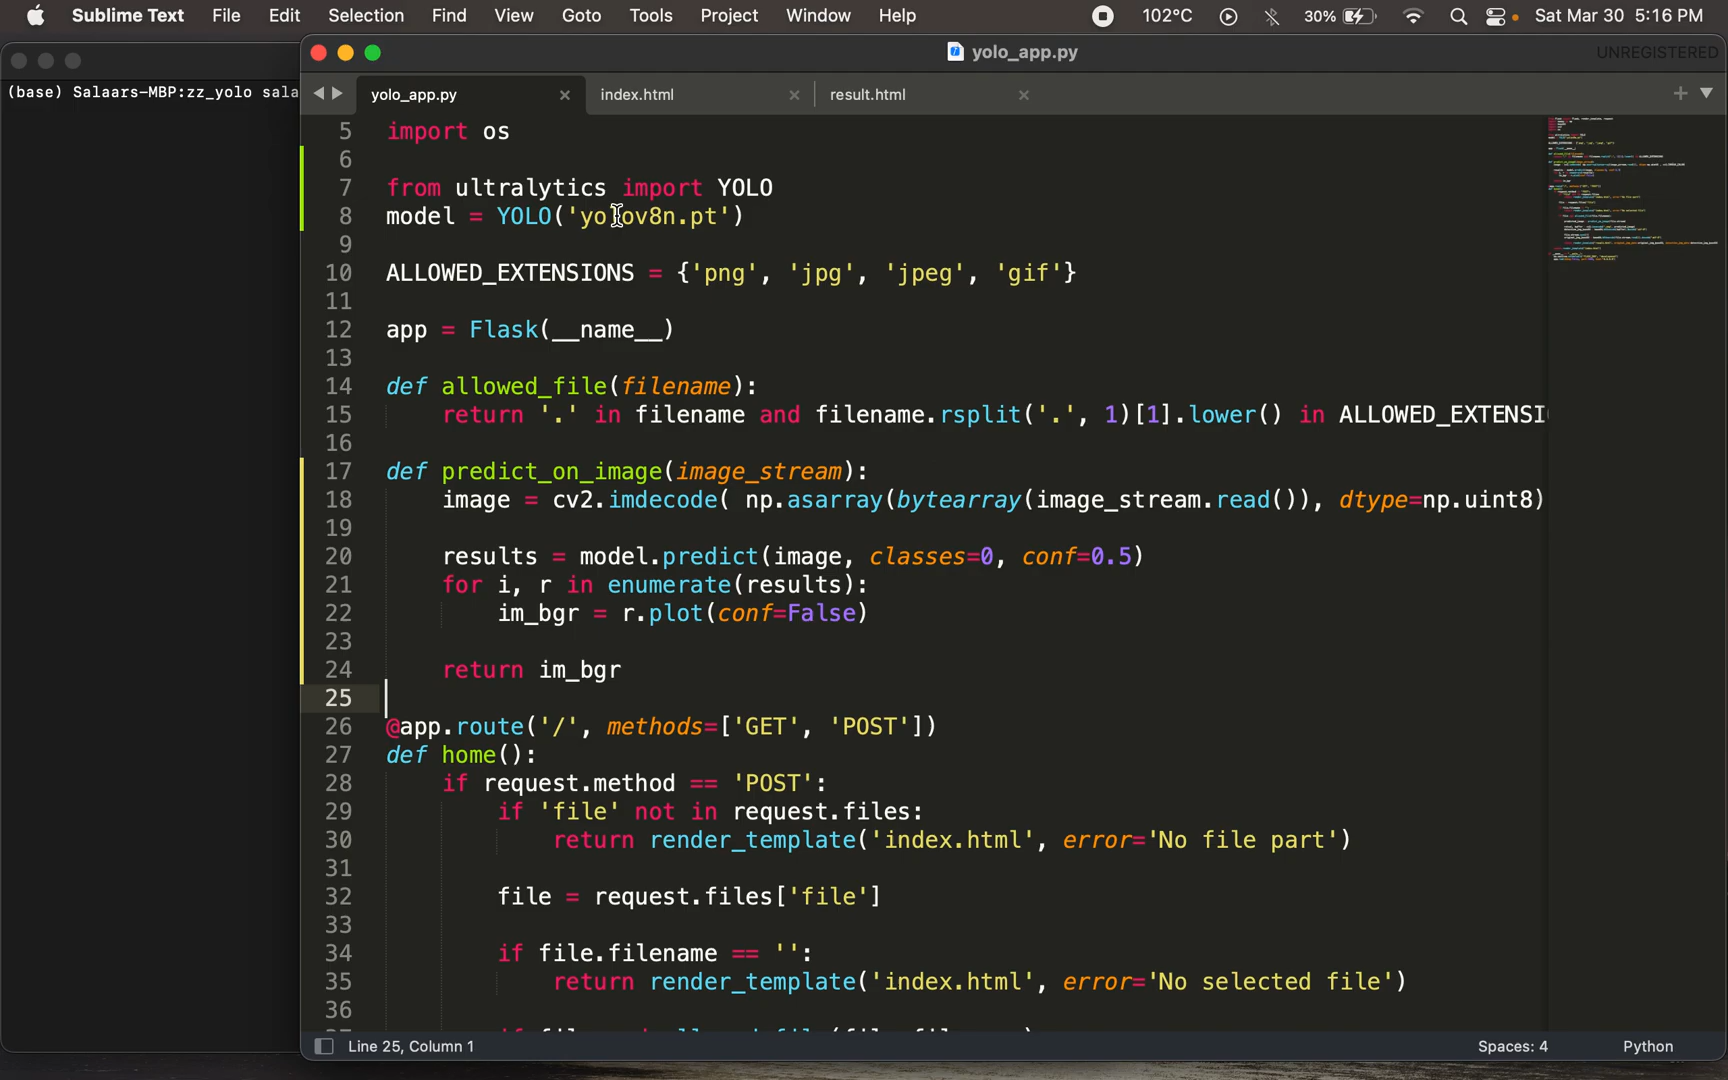 Sublime Text File Edit Selection Find View Goto Tools Project Window Help 102°C 30% Sat Mar 30 5:16 PM
yolo_app.py UNREGISTERED
(base) Salaars-MBP:zz_yolo sala
yolo_app.py index.html result.html
5 import os
6
7 from ultralytics import YOLO
8 model = YOLO('yolov8n.pt')
9
10 ALLOWED_EXTENSIONS = {'png', 'jpg', 'jpeg', 'gif'}
11
12 app = Flask(__name__)
13
14 def allowed_file(filename):
15 return '.' in filename and filename.rsplit('.', 1)[1].lower() in ALLOWED_EXTENSI
16
17 def predict_on_image(image_stream):
18 image = cv2.imdecode( np.asarray(bytearray(image_stream.read()), dtype=np.uint8)
19
20 results = model.predict(image, classes=0, conf=0.5)
21 for i, r in enumerate(results):
22 im_bgr = r.plot(conf=False)
23
24 return im_bgr
25
26 @app.route('/', methods=['GET', 'POST'])
27 def home():
28 if request.method == 'POST':
29 if 'file' not in request.files:
30 return render_template('index.html', error='No file part')
31
32 file = request.files['file']
33
34 if file.filename == '':
35 return render_template('index.html', error='No selected file')
36
Line 25, Column 1 Spaces: 4 Python